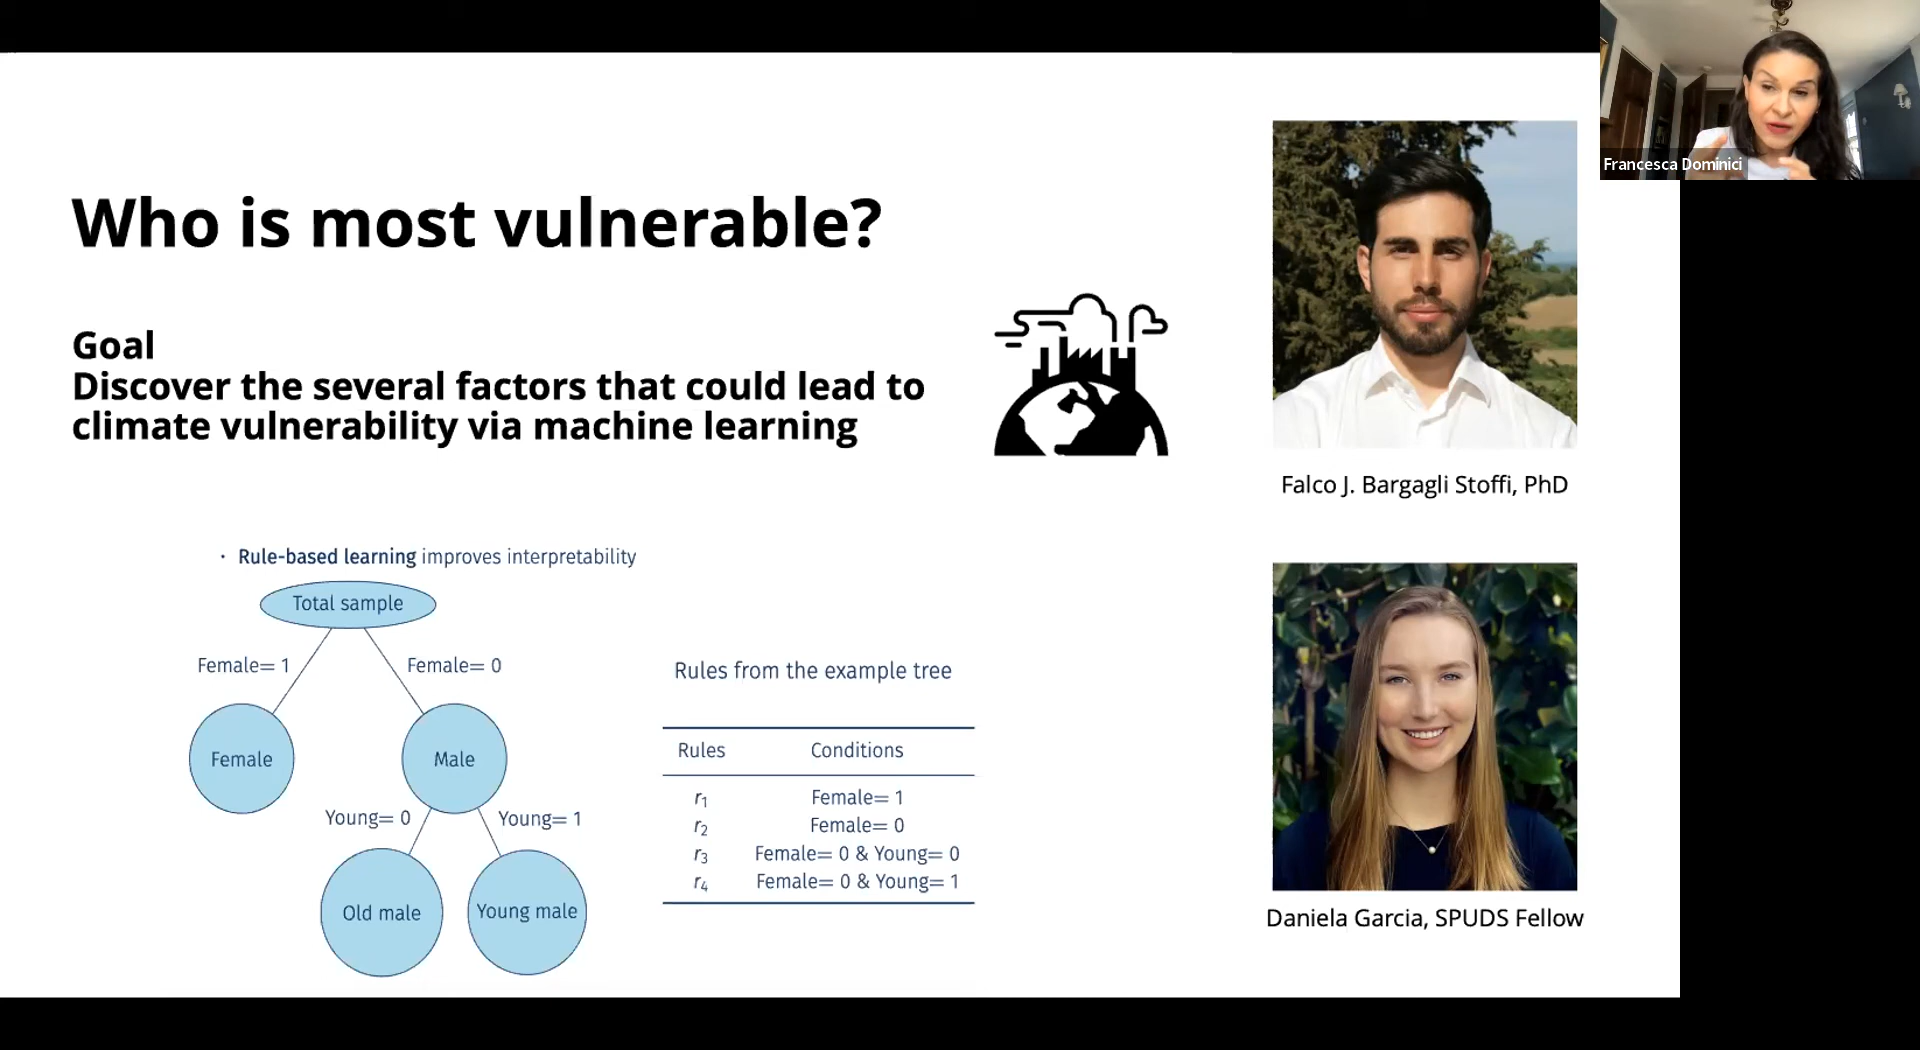 Francesca Dominici
Who is most vulnerable?
Goal
Discover the several factors that could lead to
climate vulnerability via machine learning
Falco J. Bargagli Stoffi, PhD
· Rule-based learning improves interpretability
Total sample
Female= 1
Female= 0
Female
Male
Young= 0
Young= 1
Old male
Young male
Rules from the example tree
Rules Conditions
r1 Female= 1
r2 Female= 0
r3 Female= 0 & Young= 0
r4 Female= 0 & Young= 1
Daniela Garcia, SPUDS Fellow